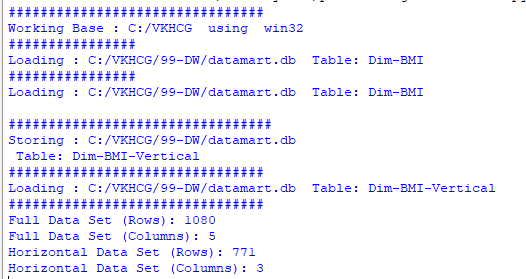 ################################
Working Base : C:/VKHCG  using  win32
################
Loading : C:/VKHCG/99-DW/datamart.db  Table: Dim-BMI
################
Loading : C:/VKHCG/99-DW/datamart.db  Table: Dim-BMI
#################################
Storing : C:/VKHCG/99-DW/datamart.db
 Table: Dim-BMI-Vertical
################################
Loading : C:/VKHCG/99-DW/datamart.db  Table: Dim-BMI-Vertical
################################
Full Data Set (Rows): 1080
Full Data Set (Columns): 5
Horizontal Data Set (Rows): 771
Horizontal Data Set (Columns): 3